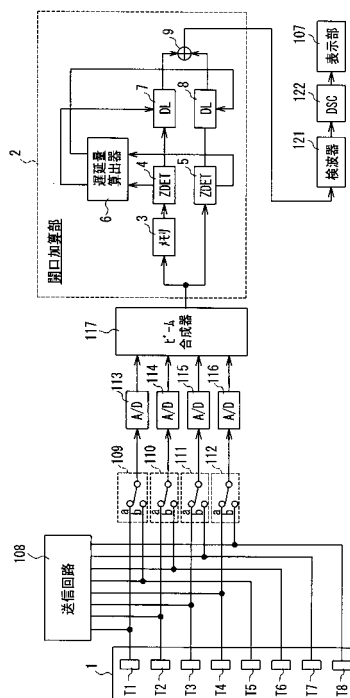 1
T1
T2
T3
T4
T5
T6
T7
T8
108
送信回路
109
a
b
110
a
b
111
a
b
112
a
b
113
A/D
114
A/D
115
A/D
116
A/D
117
ビーム
合成器
2
開口加算部
3
メモリ
4
ZDET
5
ZDET
6
遅延量
算出器
7
DL
8
DL
9
121
検波器
122
DSC
107
表示部